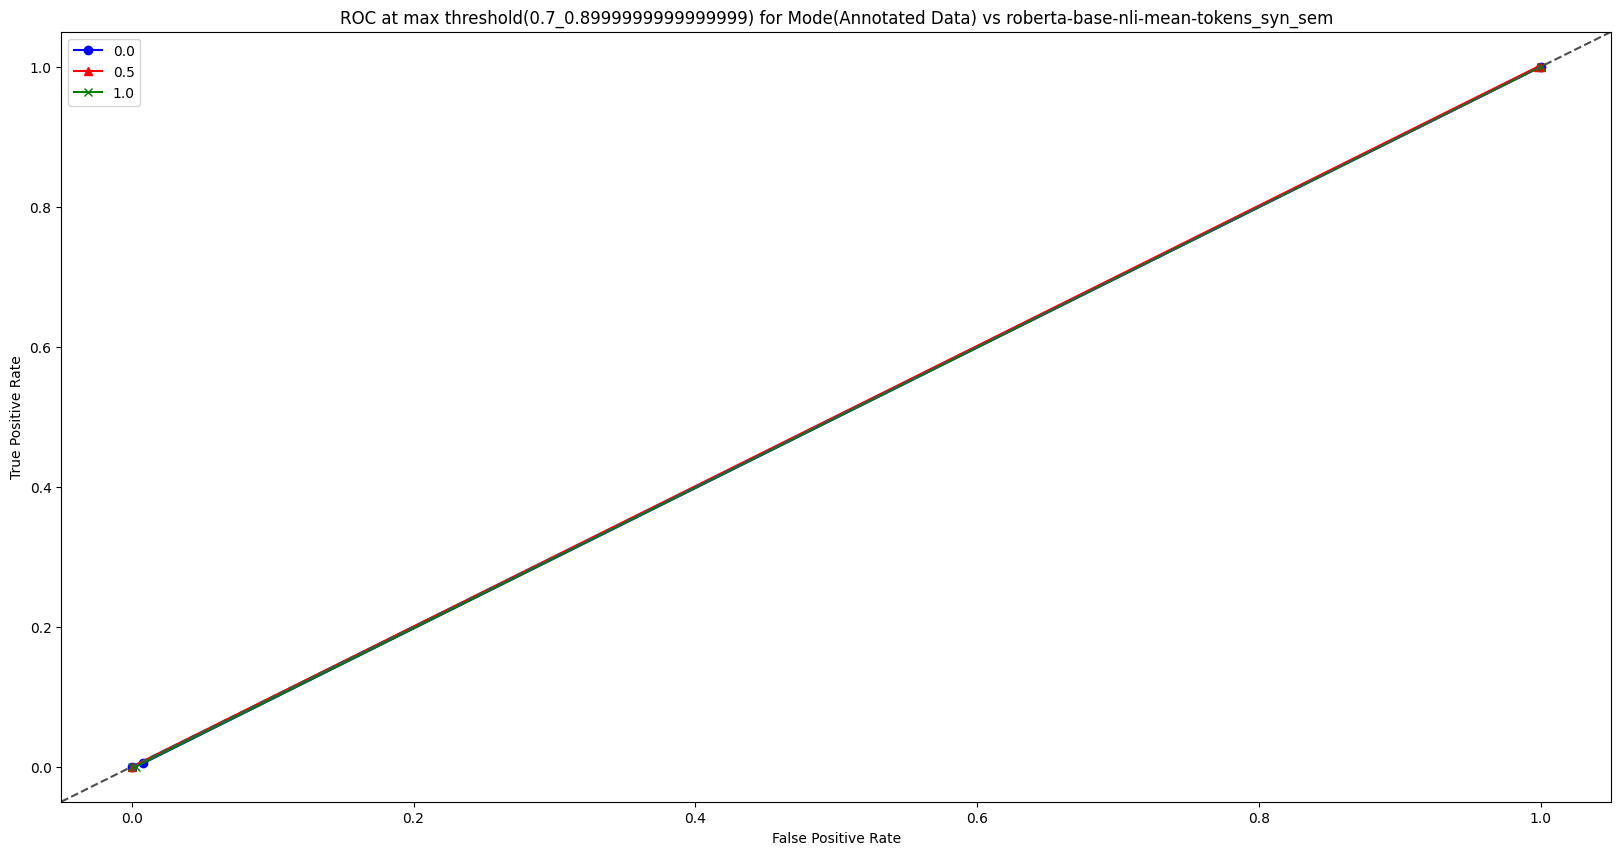 ROC at max threshold(0.7_0.8999999999999999) for Mode(Annotated Data) vs roberta-base-nli-mean-tokens_syn_sem
0.0
0.5
1.0
1.0
0.8
0.6
0.4
0.2
0.0
True Positive Rate
0.0 0.2 0.4 0.6 0.8 1.0
False Positive Rate